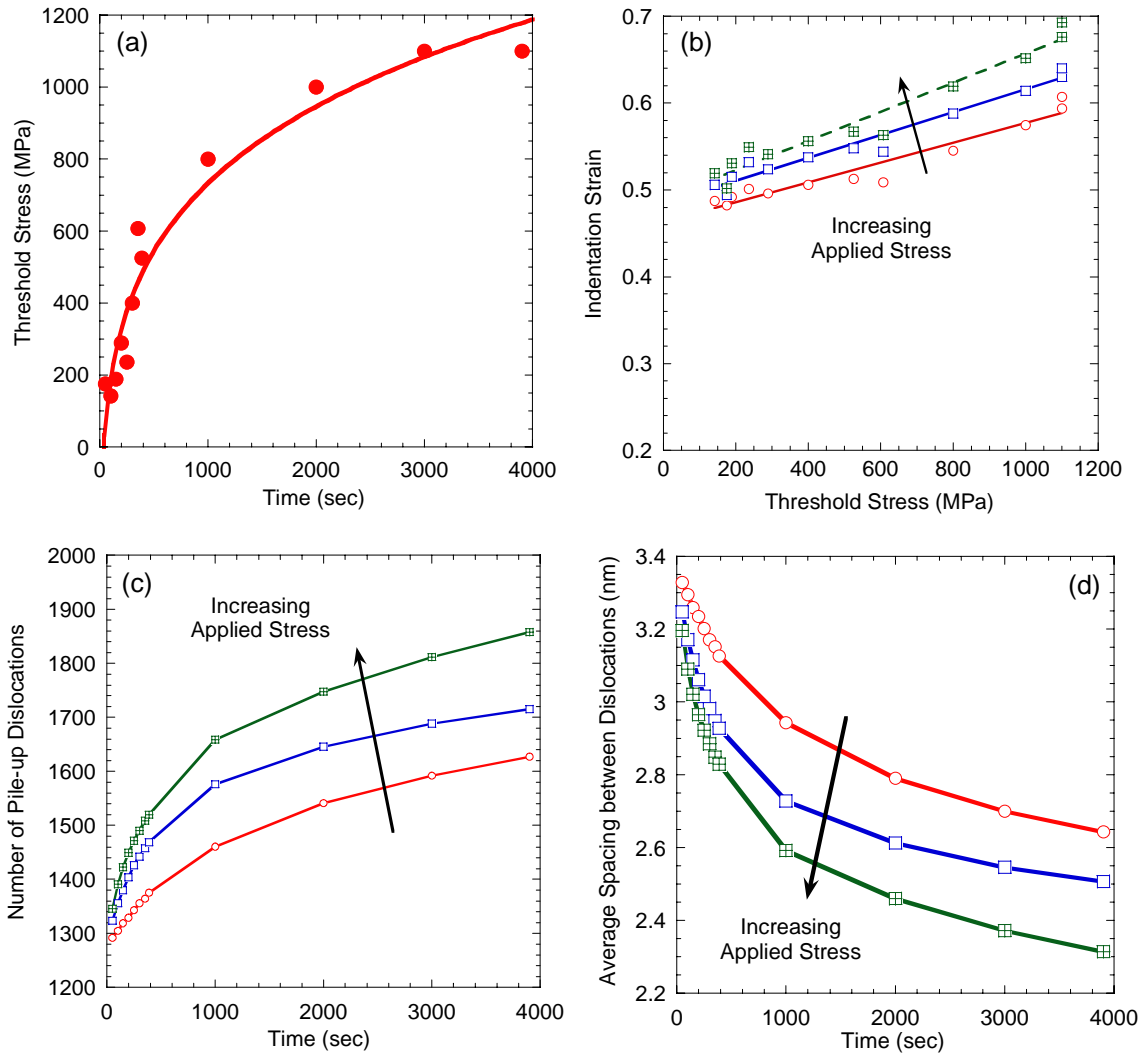 (a)
1200
1000
800
600
400
200
0
0 1000 2000 3000 4000
Time (sec)
Threshold Stress (MPa)
(b)
0.7
0.6
0.5
0.4
0.3
0.2
200 400 600 800 1000 1200
Threshold Stress (MPa)
Indentation Strain
Increasing
Applied Stress
(c)
2000
1900
1800
1700
1600
1500
1400
1300
1200
0 1000 2000 3000 4000
Time (sec)
Number of Pile-up Dislocations
Increasing
Applied Stress
(d)
3.4
3.2
3
2.8
2.6
2.4
2.2
0 1000 2000 3000 4000
Time (sec)
Average Spacing between Dislocations (nm)
Increasing
Applied Stress